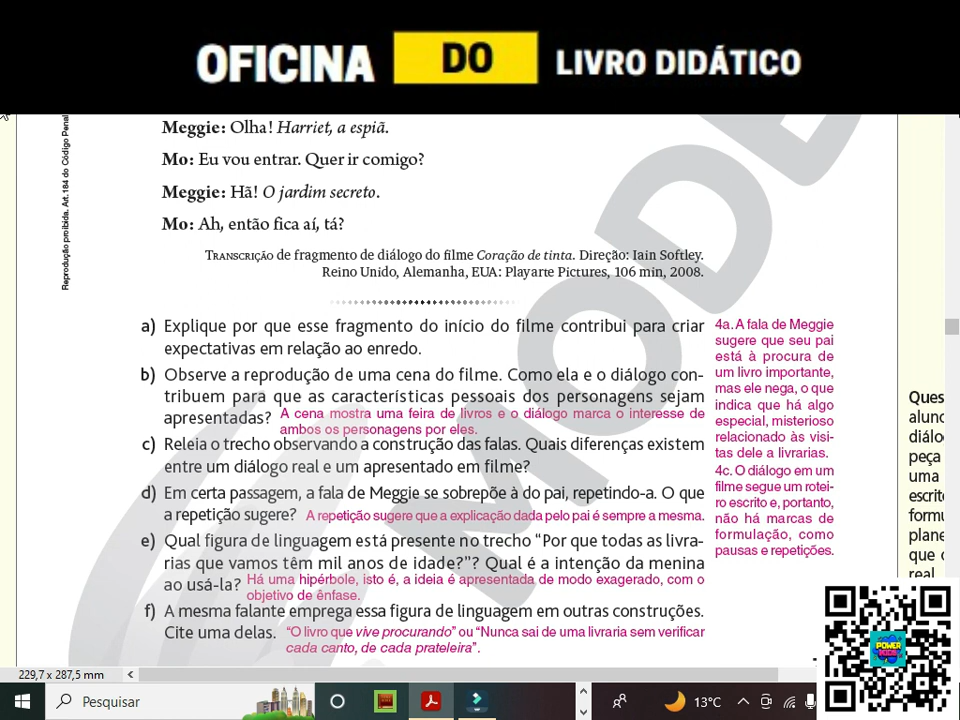 OFICINA DO LIVRO DIDÁTICO
Reprodução proibida. Art. 184 do Código Penal
Meggie: Olha! Harriet, a espiã.
Mo: Eu vou entrar. Quer ir comigo?
Meggie: Hã! O jardim secreto.
Mo: Ah, então fica aí, tá?
TRANSCRIÇÃO de fragmento de diálogo do filme Coração de tinta. Direção: Iain Softley.
Reino Unido, Alemanha, EUA: Playarte Pictures, 106 min, 2008.
a) Explique por que esse fragmento do início do filme contribui para criar
expectativas em relação ao enredo.
b) Observe a reprodução de uma cena do filme. Como ela e o diálogo con-
tribuem para que as características pessoais dos personagens sejam
apresentadas? A cena mostra uma feira de livros e o diálogo marca o interesse de
ambos os personagens por eles.
c) Releia o trecho observando a construção das falas. Quais diferenças existem
entre um diálogo real e um apresentado em filme?
d) Em certa passagem, a fala de Meggie se sobrepõe à do pai, repetindo-a. O que
a repetição sugere? A repetição sugere que a explicação dada pelo pai é sempre a mesma.
e) Qual figura de linguagem está presente no trecho “Por que todas as livra-
rias que vamos têm mil anos de idade?”? Qual é a intenção da menina
ao usá-la? Há uma hipérbole, isto é, a ideia é apresentada de modo exagerado, com o
objetivo de ênfase.
f) A mesma falante emprega essa figura de linguagem em outras construções.
Cite uma delas. “O livro que vive procurando” ou “Nunca sai de uma livraria sem verificar
cada canto, de cada prateleira”.
4a. A fala de Meggie
sugere que seu pai
está à procura de
um livro importante,
mas ele nega, o que
indica que há algo
especial, misterioso
relacionado às visi-
tas dele a livrarias.
4c. O diálogo em um
filme segue um rotei-
ro escrito e, portanto,
não há marcas de
formulação, como
pausas e repetições.
Ques
alunc
diálo
peça
uma
escrito
formu
plane
que
real
MODE
229,7 x 287,5 mm
POWER
Pesquisar
13°C